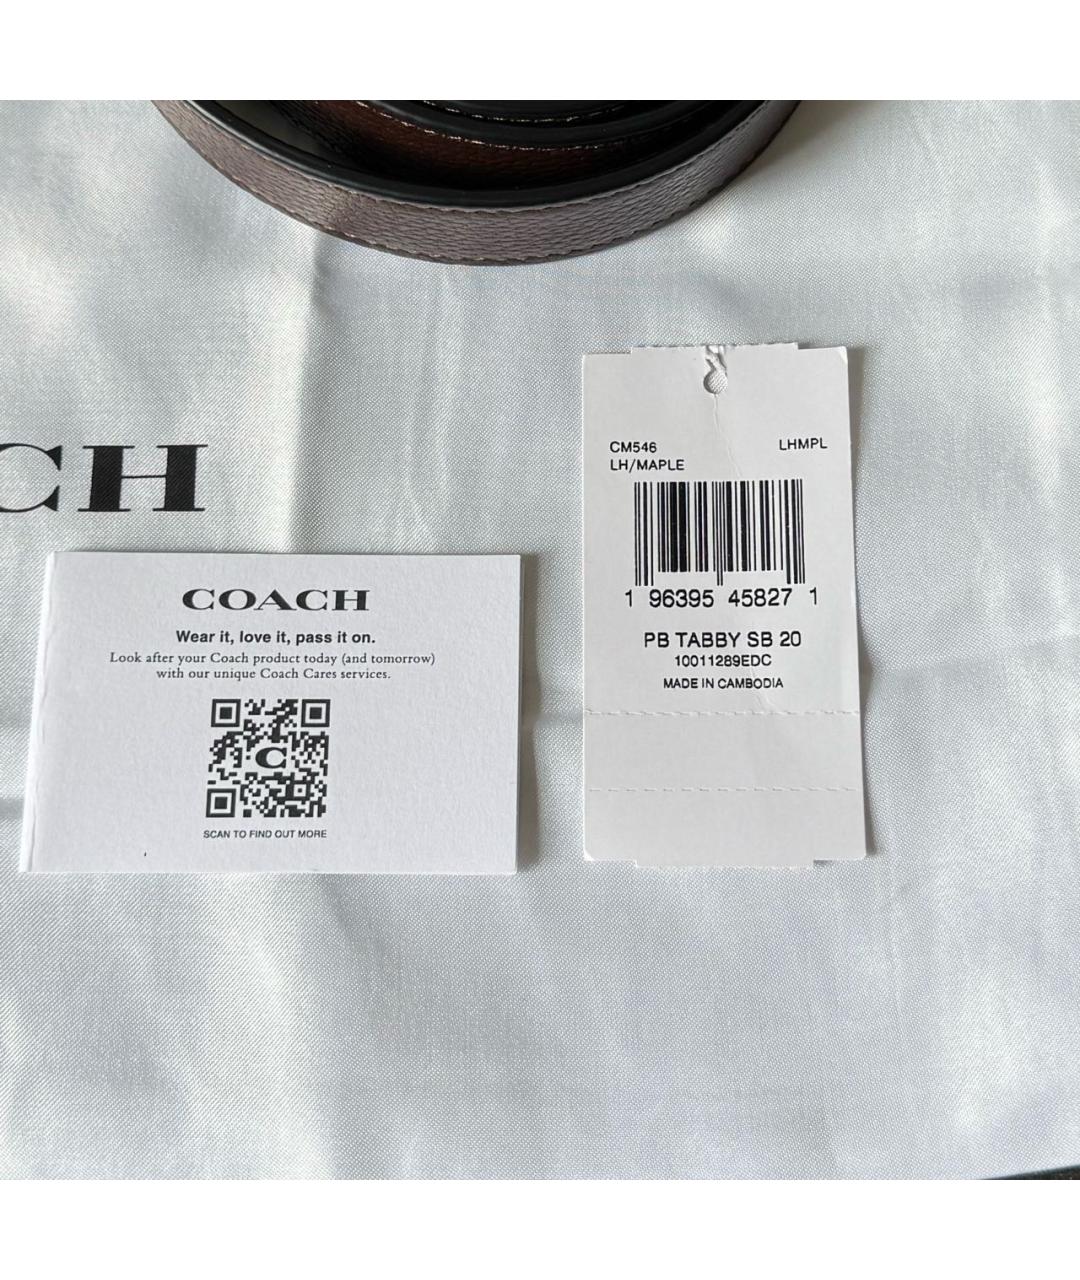 CH
COACH
Wear it, love it, pass it on.
Look after your Coach product today (and tomorrow)
with our unique Coach Cares services.
C
SCAN TO FIND OUT MORE
CM546 LHMPL
LH/MAPLE
1 96395 45827 1
PB TABBY SB 20
10011289EDC
MADE IN CAMBODIA